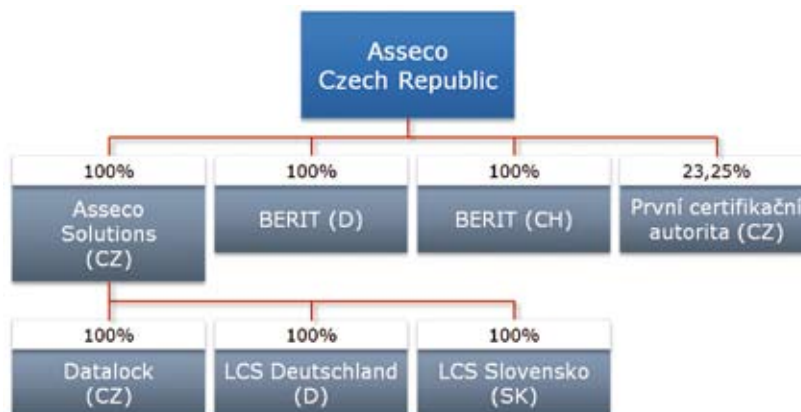 Asseco
Czech Republic
100%
100%
100%
23,25%
Asseco
Solutions
(CZ)
BERIT (D)
BERIT (CH)
První certifikační
autorita (CZ)
100%
100%
100%
Datalock
(CZ)
LCS Deutschland
(D)
LCS Slovensko
(SK)